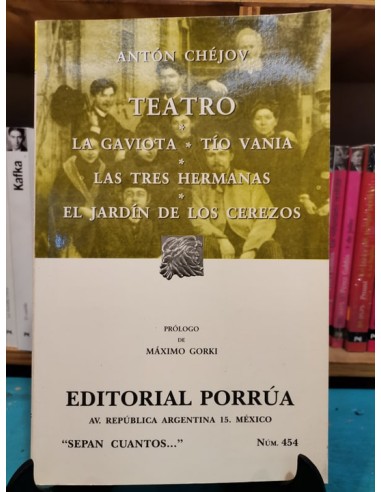 ANTÓN CHÉJOV
TEATRO
*
LA GAVIOTA * TÍO VANIA
*
LAS TRES HERMANAS
*
EL JARDÍN DE LOS CEREZOS
PRÓLOGO
DE
MÁXIMO GORKI
EDITORIAL PORRÚA
AV. REPÚBLICA ARGENTINA 15. MÉXICO
"SEPAN CUANTOS..." NÚM. 454
Kafka